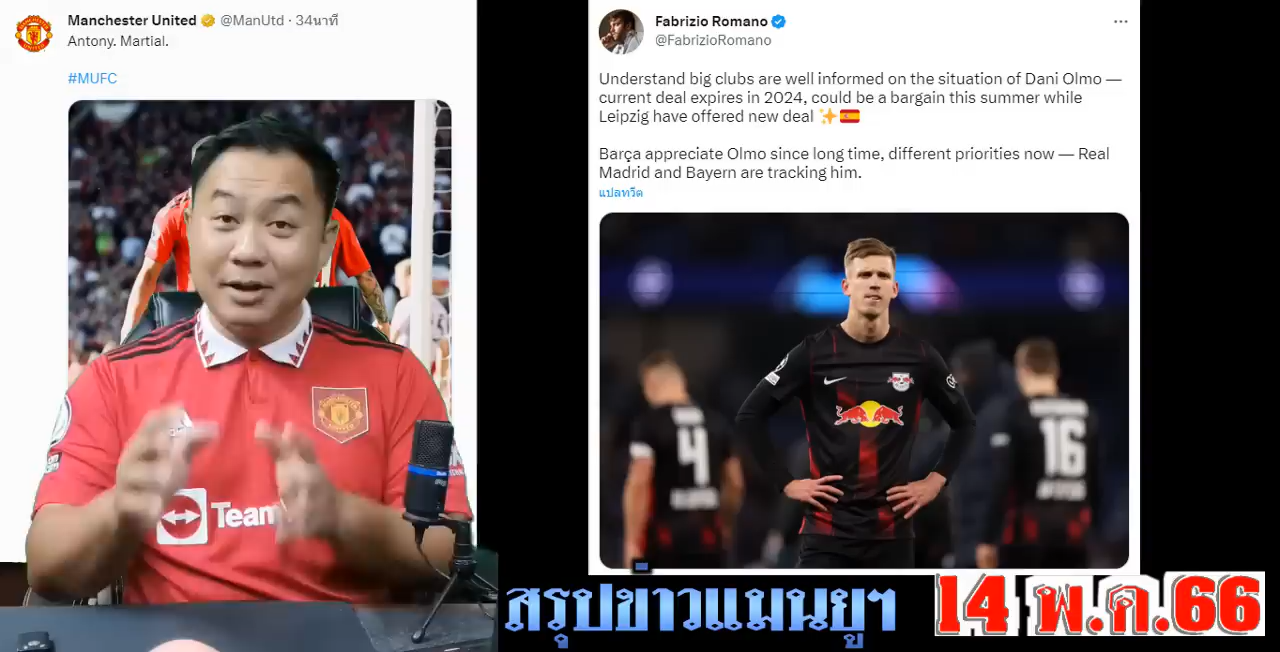 Manchester United @ManUtd · 34นาที
Antony. Martial.
#MUFC
Team
Fabrizio Romano
@FabrizioRomano
Understand big clubs are well informed on the situation of Dani Olmo —
current deal expires in 2024, could be a bargain this summer while
Leipzig have offered new deal ✨🇪🇸
Barça appreciate Olmo since long time, different priorities now — Real
Madrid and Bayern are tracking him.
แปลทวีต
4
16
สรุปข่าวแมนยูฯ 14 พ.ค.66